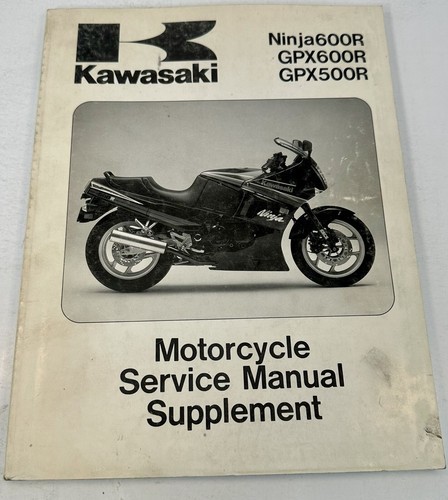 Kawasaki
Ninja600R
GPX600R
GPX500R
Kawasaki
Ninja
Motorcycle
Service Manual
Supplement